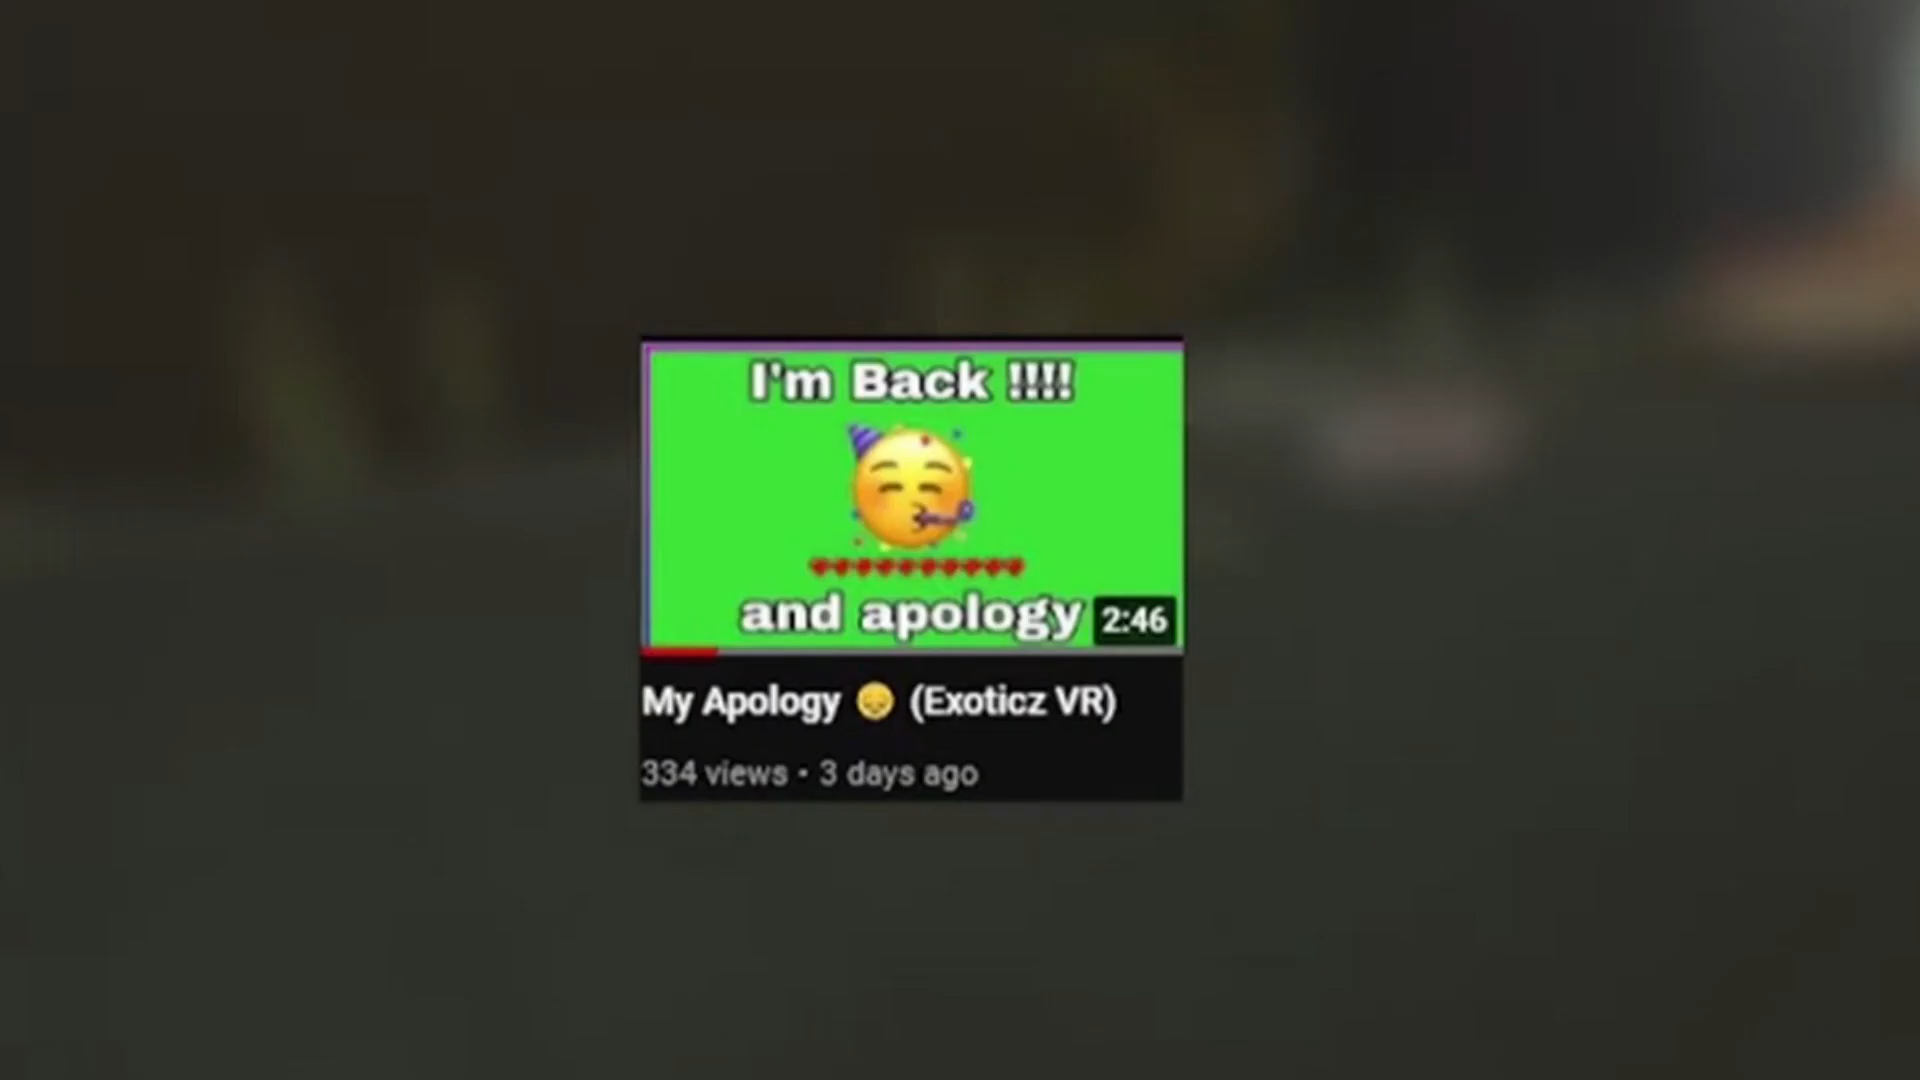 I'm Back !!!!
and apology
2:46
My Apology 😔 (Exoticz VR)
334 views • 3 days ago